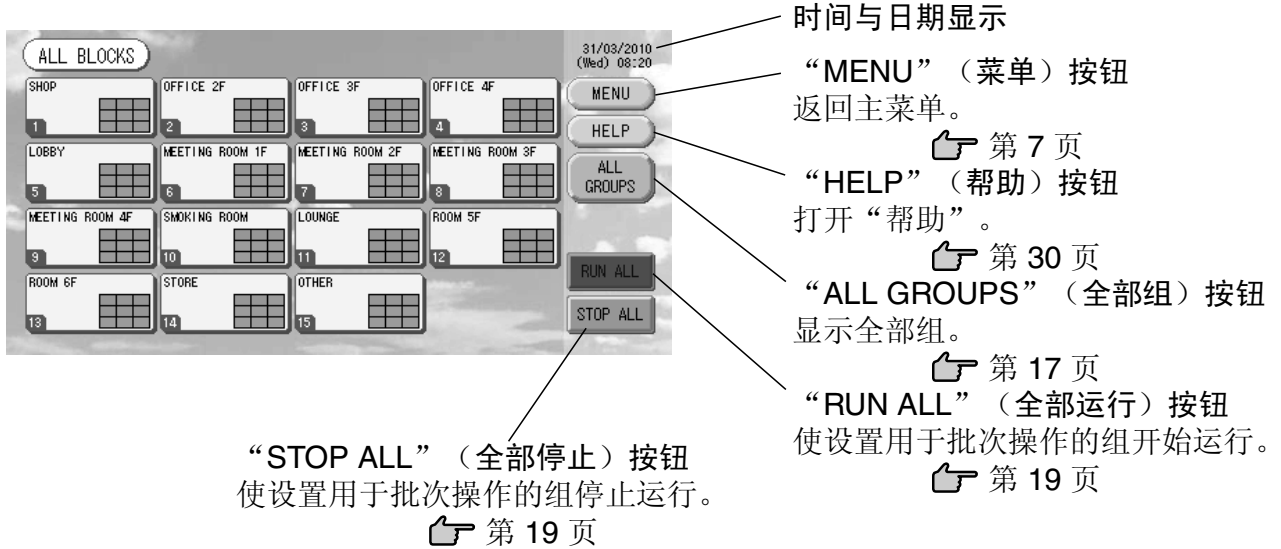 ALL BLOCKS
31/03/2010
(Wed) 08:20
SHOP
1
OFFICE 2F
2
OFFICE 3F
3
OFFICE 4F
4
LOBBY
5
MEETING ROOM 1F
6
MEETING ROOM 2F
7
MEETING ROOM 3F
8
MEETING ROOM 4F
9
SMOKING ROOM
10
LOUNGE
11
ROOM 5F
12
ROOM 6F
13
STORE
14
OTHER
15
MENU
HELP
ALL
GROUPS
RUN ALL
STOP ALL
时间与日期显示
“MENU”（菜单）按钮
返回主菜单。
第 7 页
“HELP”（帮助）按钮
打开“帮助”。
第 30 页
“ALL GROUPS”（全部组）按钮
显示全部组。
第 17 页
“RUN ALL”（全部运行）按钮
使设置用于批次操作的组开始运行。
第 19 页
“STOP ALL”（全部停止）按钮
使设置用于批次操作的组停止运行。
第 19 页